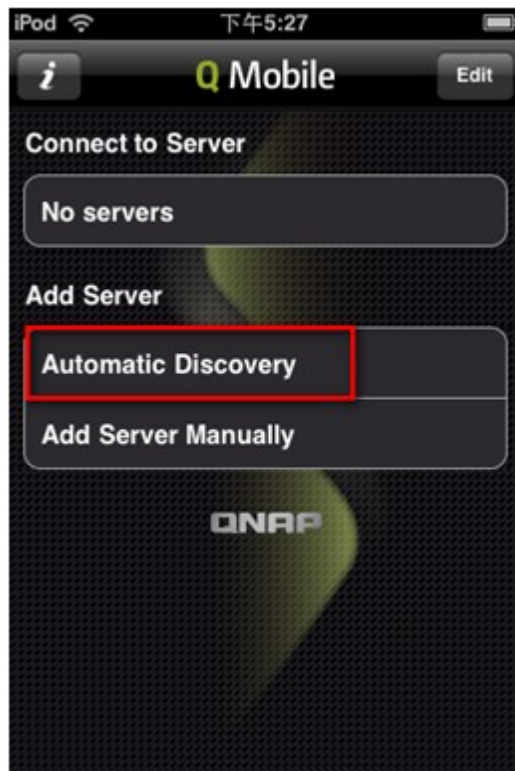 iPod 下午5:27
i Q Mobile Edit
Connect to Server
No servers
Add Server
Automatic Discovery
Add Server Manually
QNAP